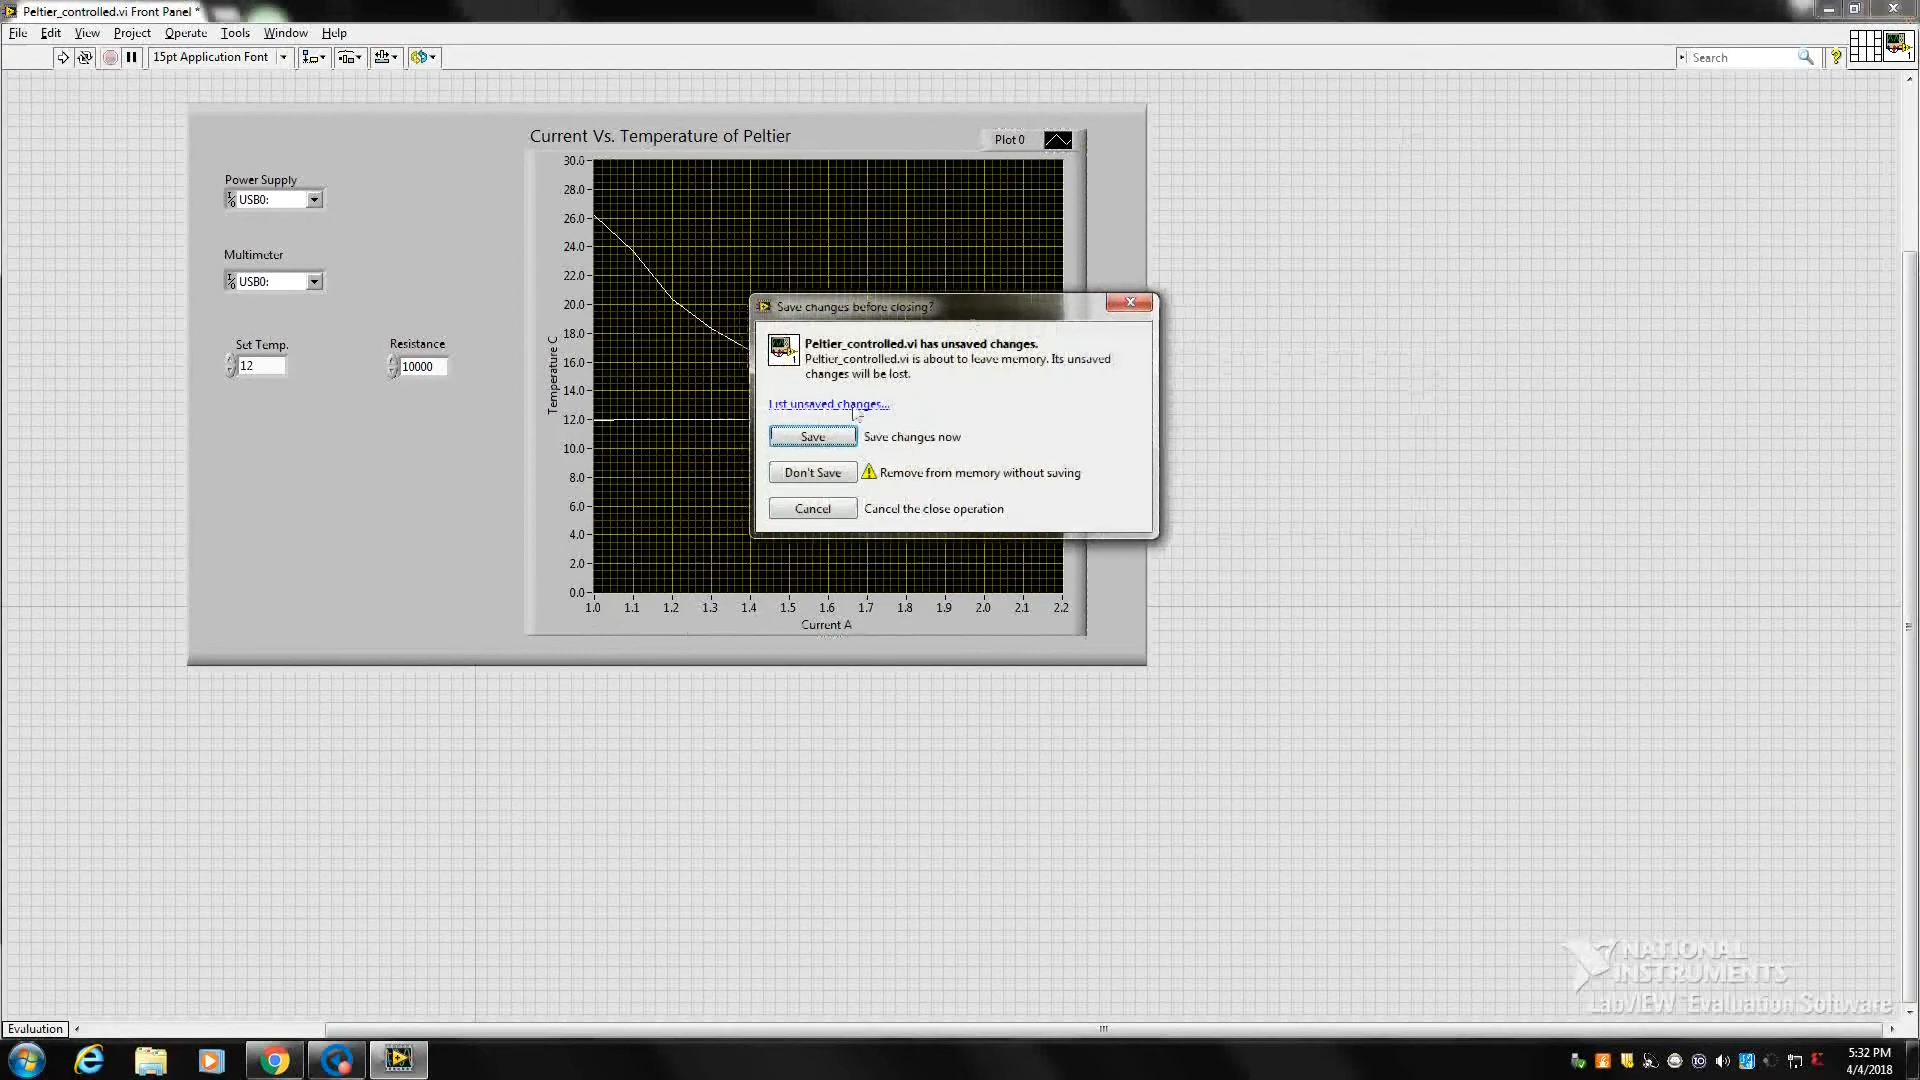 Peltier_controlled.vi Front Panel *
File Edit View Project Operate Tools Window Help
15pt Application Font
Search
1
Current Vs. Temperature of Peltier
Plot 0
Power Supply
USB0:
Multimeter
USB0:
Set Temp.
12
Resistance
10000
Temperature C
30.0
28.0
26.0
24.0
22.0
20.0
18.0
16.0
14.0
12.0
10.0
8.0
6.0
4.0
2.0
0.0
1.0 1.1 1.2 1.3 1.4 1.5 1.6 1.7 1.8 1.9 2.0 2.1 2.2
Current A
Save changes before closing?
Peltier_controlled.vi has unsaved changes.
Peltier_controlled.vi is about to leave memory. Its unsaved
changes will be lost.
List unsaved changes...
Save Save changes now
Don't Save Remove from memory without saving
Cancel Cancel the close operation
NATIONAL
INSTRUMENTS
LabVIEW™ Evaluation Software
Evaluation
5:32 PM
4/4/2018